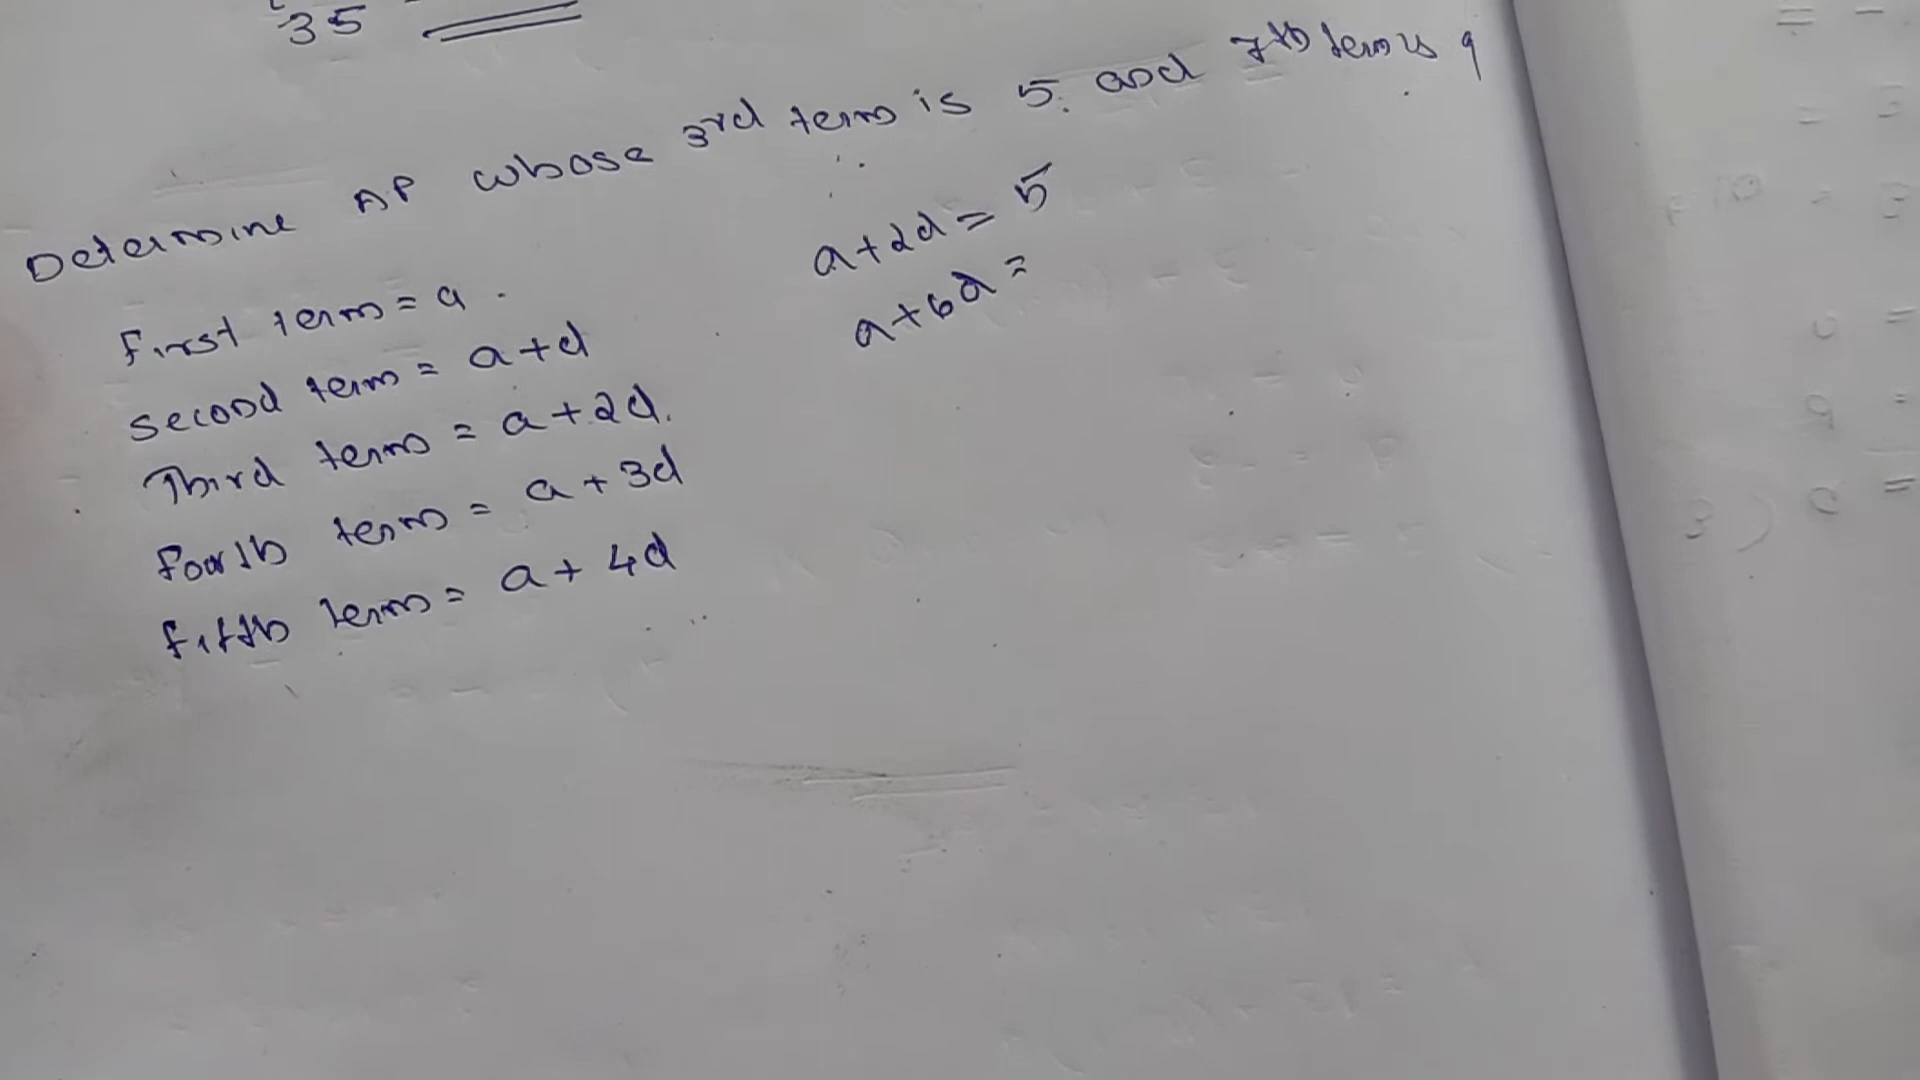 35
Determine AP whose 3rd term is 5. and 7th term is 9
First term = a.
second term = a+d
Third term = a+2d.
fourth term = a+3d
fifth term = a+4d
a+2d = 5
a+6d =